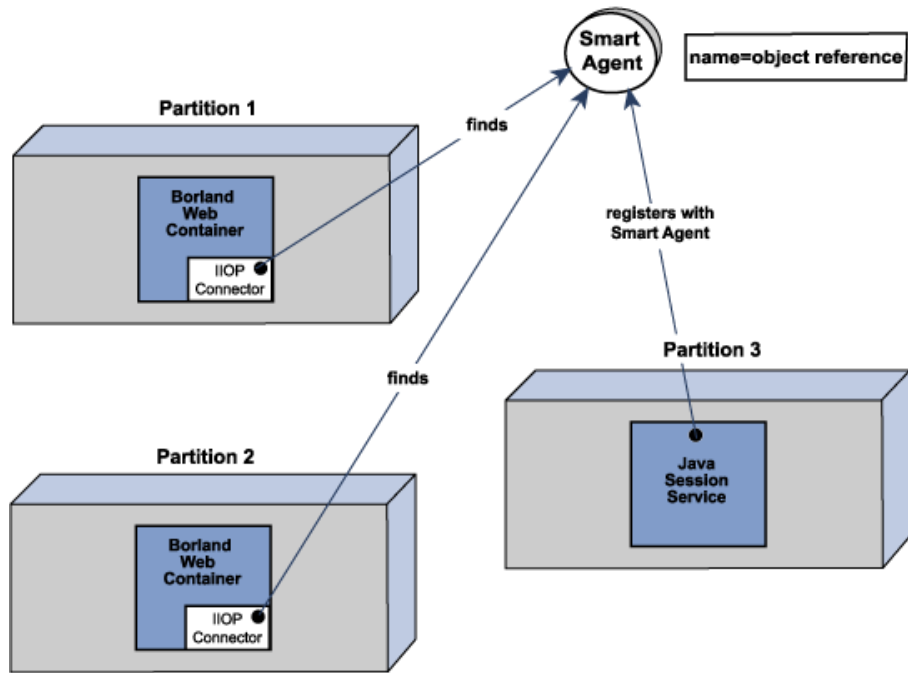 Smart
Agent
name=object reference
Partition 1
finds
Borland
Web
Container
IIOP
Connector
registers with
Smart Agent
Partition 3
finds
Java
Session
Service
Partition 2
Borland
Web
Container
IIOP
Connector